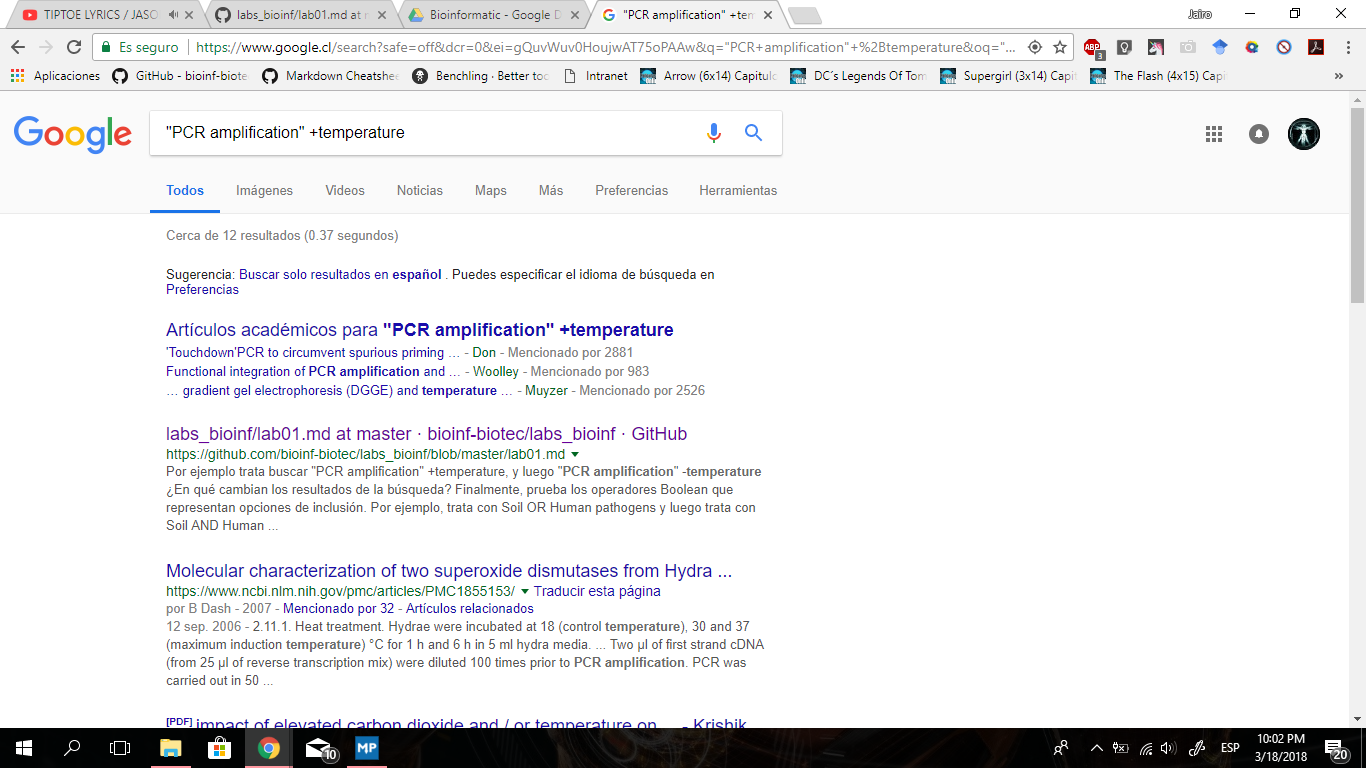 TIPTOE LYRICS / JASO
labs_bioinf/lab01.md at m
Bioinformatic - Google D
"PCR amplification" +tem
Jairo
Es seguro
https://www.google.cl/search?safe=off&dcr=0&ei=gQuvWuv0HoujwAT75oPAAw&q="PCR+amplification"+%2Btemperature&oq="...
ABP
3
Aplicaciones
GitHub - bioinf-biote
Markdown Cheatshee
Benchling · Better to
Intranet
Arrow (6x14) Capitulo
DC´s Legends Of Tom
Supergirl (3x14) Capi
The Flash (4x15) Capi
»
Google
"PCR amplification" +temperature
Todos
Imágenes
Videos
Noticias
Maps
Más
Preferencias
Herramientas
Cerca de 12 resultados (0.37 segundos)
Sugerencia: Buscar solo resultados en español . Puedes especificar el idioma de búsqueda en
Preferencias
Artículos académicos para "PCR amplification" +temperature
'Touchdown'PCR to circumvent spurious priming … - Don - Mencionado por 2881
Functional integration of PCR amplification and … - Woolley - Mencionado por 983
… gradient gel electrophoresis (DGGE) and temperature … - Muyzer - Mencionado por 2526
labs_bioinf/lab01.md at master · bioinf-biotec/labs_bioinf · GitHub
https://github.com/bioinf-biotec/labs_bioinf/blob/master/lab01.md
Por ejemplo trata buscar "PCR amplification" +temperature, y luego "PCR amplification" -temperature
¿En qué cambian los resultados de la búsqueda? Finalmente, prueba los operadores Boolean que
representan opciones de inclusión. Por ejemplo, trata con Soil OR Human pathogens y luego trata con
Soil AND Human ...
Molecular characterization of two superoxide dismutases from Hydra ...
https://www.ncbi.nlm.nih.gov/pmc/articles/PMC1855153/ Traducir esta página
por B Dash - 2007 - Mencionado por 32 - Artículos relacionados
12 sep. 2006 - 2.11.1. Heat treatment. Hydrae were incubated at 18 (control temperature), 30 and 37
(maximum induction temperature) °C for 1 h and 6 h in 5 ml hydra media. ... Two μl of first strand cDNA
(from 25 μl of reverse transcription mix) were diluted 100 times prior to PCR amplification. PCR was
carried out in 50 ...
[PDF] impact of elevated carbon dioxide and / or temperature on ... - Krishik
10
MP
ESP
10:02 PM
3/18/2018
20